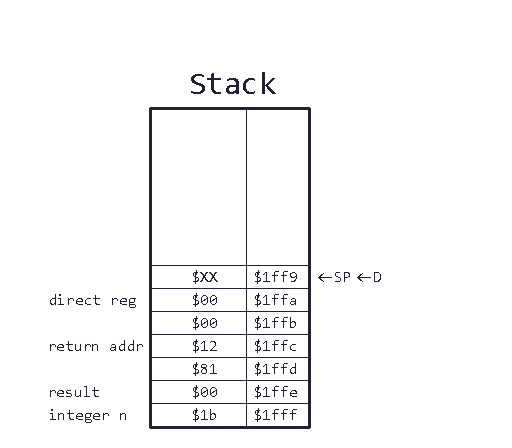 Stack
$XX $1ff9 ←SP ←D
direct reg $00 $1ffa
$00 $1ffb
return addr $12 $1ffc
$81 $1ffd
result $00 $1ffe
integer n $1b $1fff